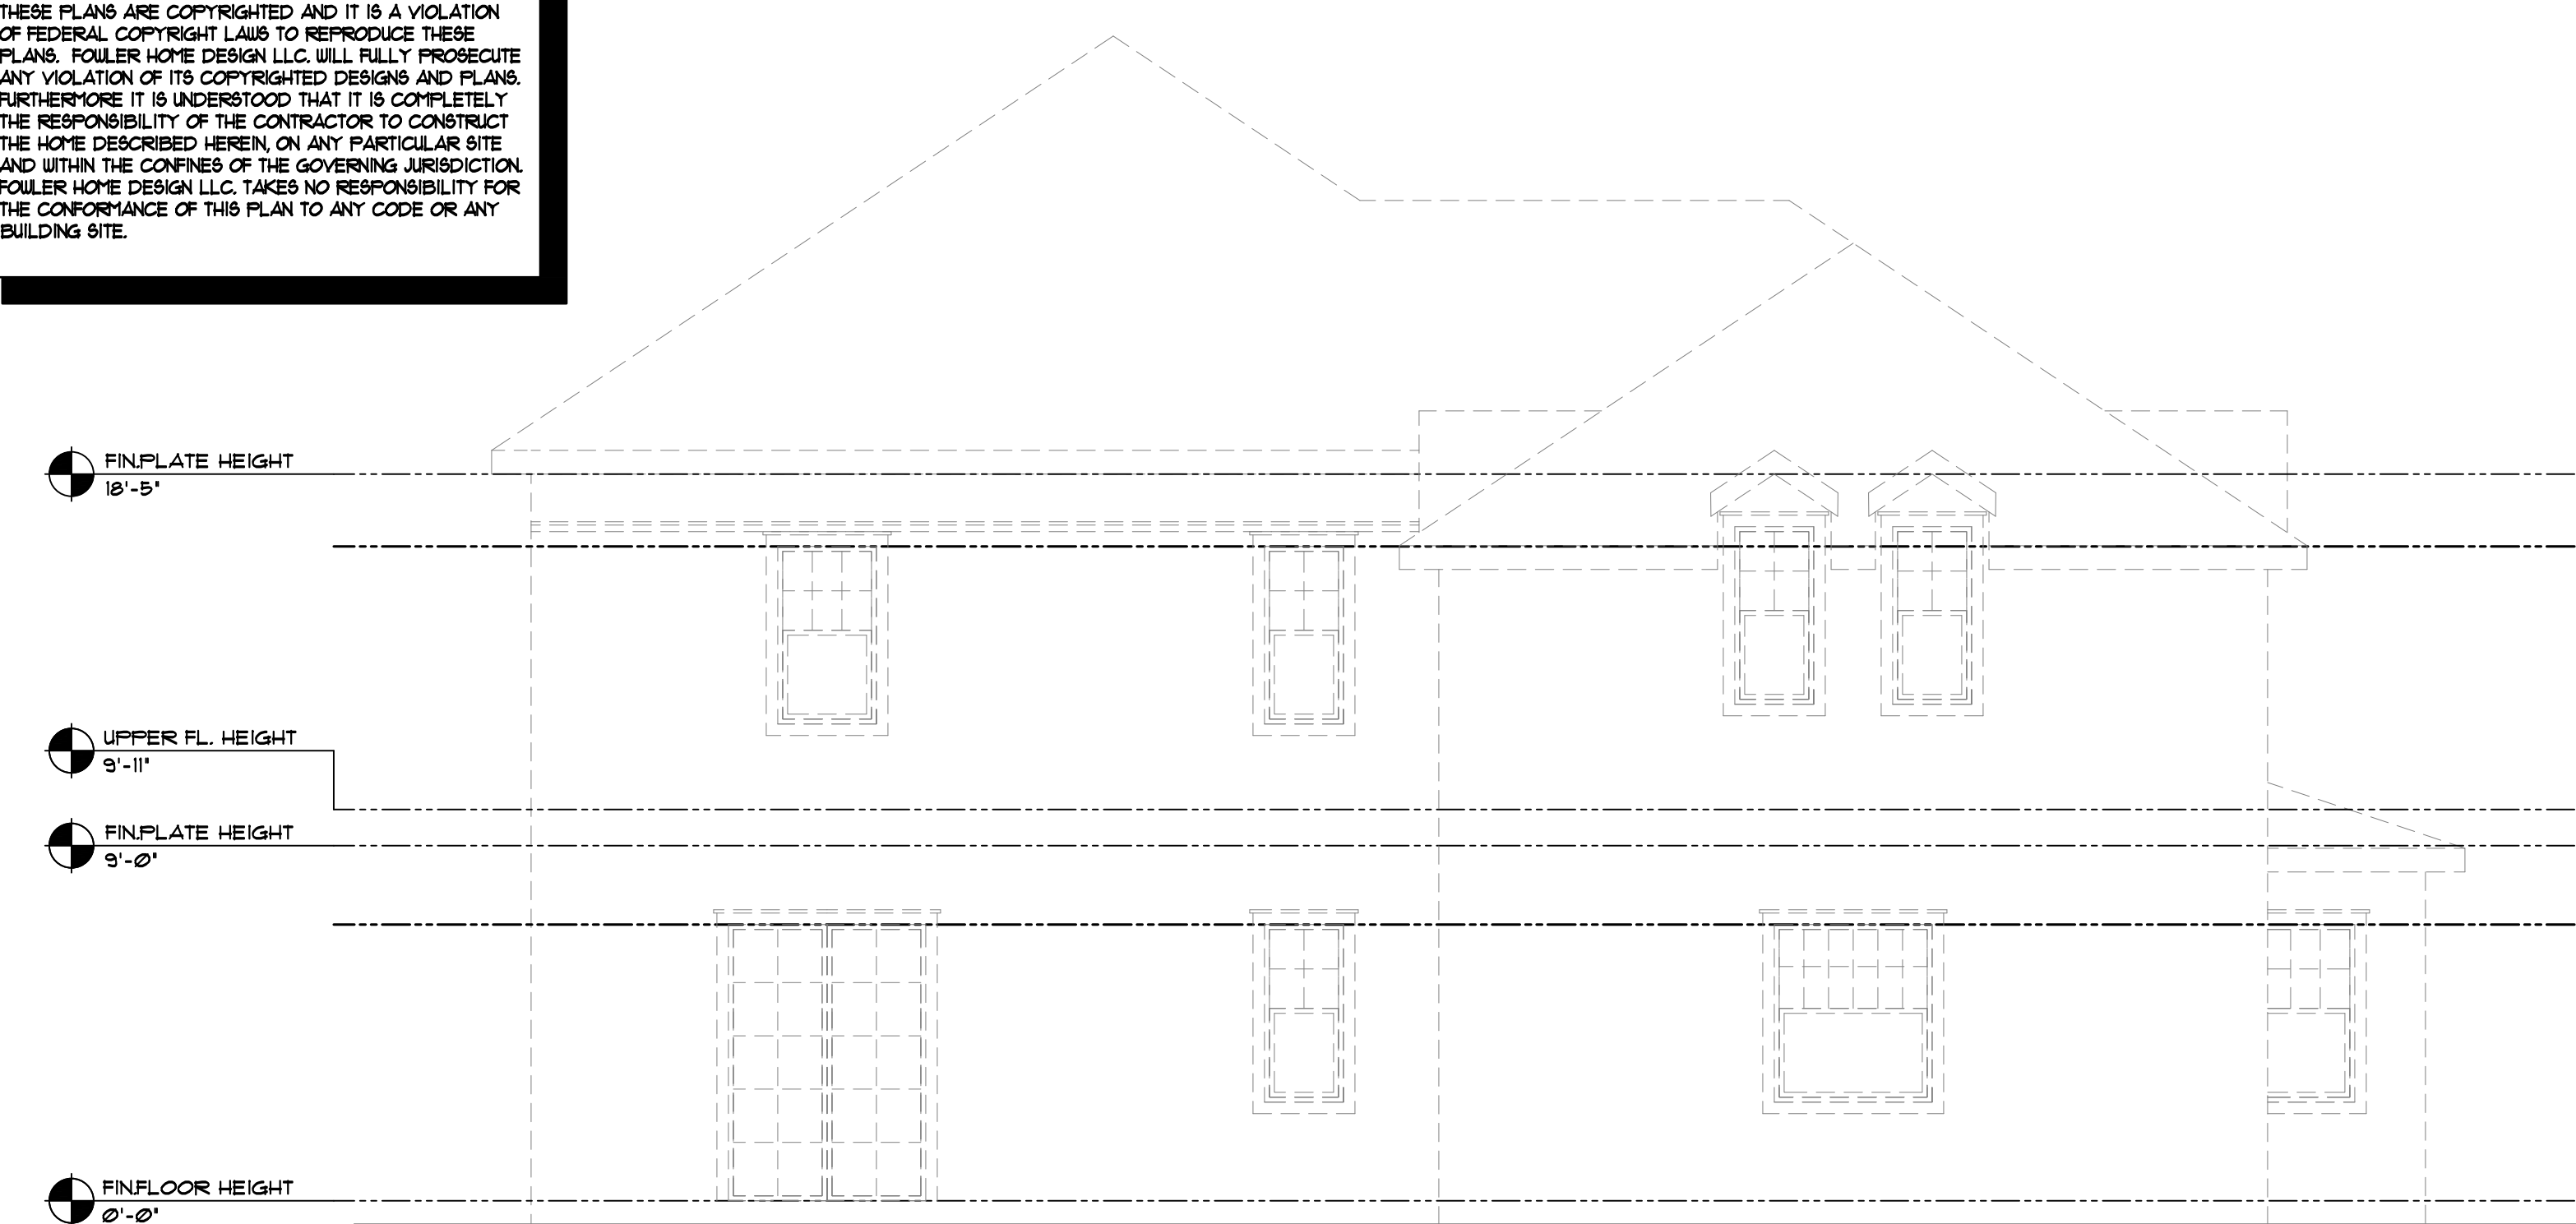 THESE PLANS ARE COPYRIGHTED AND IT IS A VIOLATION
OF FEDERAL COPYRIGHT LAWS TO REPRODUCE THESE
PLANS. FOWLER HOME DESIGN LLC. WILL FULLY PROSECUTE
ANY VIOLATION OF ITS COPYRIGHTED DESIGNS AND PLANS.
FURTHERMORE IT IS UNDERSTOOD THAT IT IS COMPLETELY
THE RESPONSIBILITY OF THE CONTRACTOR TO CONSTRUCT
THE HOME DESCRIBED HEREIN, ON ANY PARTICULAR SITE
AND WITHIN THE CONFINES OF THE GOVERNING JURISDICTION.
FOWLER HOME DESIGN LLC. TAKES NO RESPONSIBILITY FOR
THE CONFORMANCE OF THIS PLAN TO ANY CODE OR ANY
BUILDING SITE.
FIN.PLATE HEIGHT
18'-5"
UPPER FL. HEIGHT
9'-11"
FIN.PLATE HEIGHT
9'-0"
FIN.FLOOR HEIGHT
0'-0"